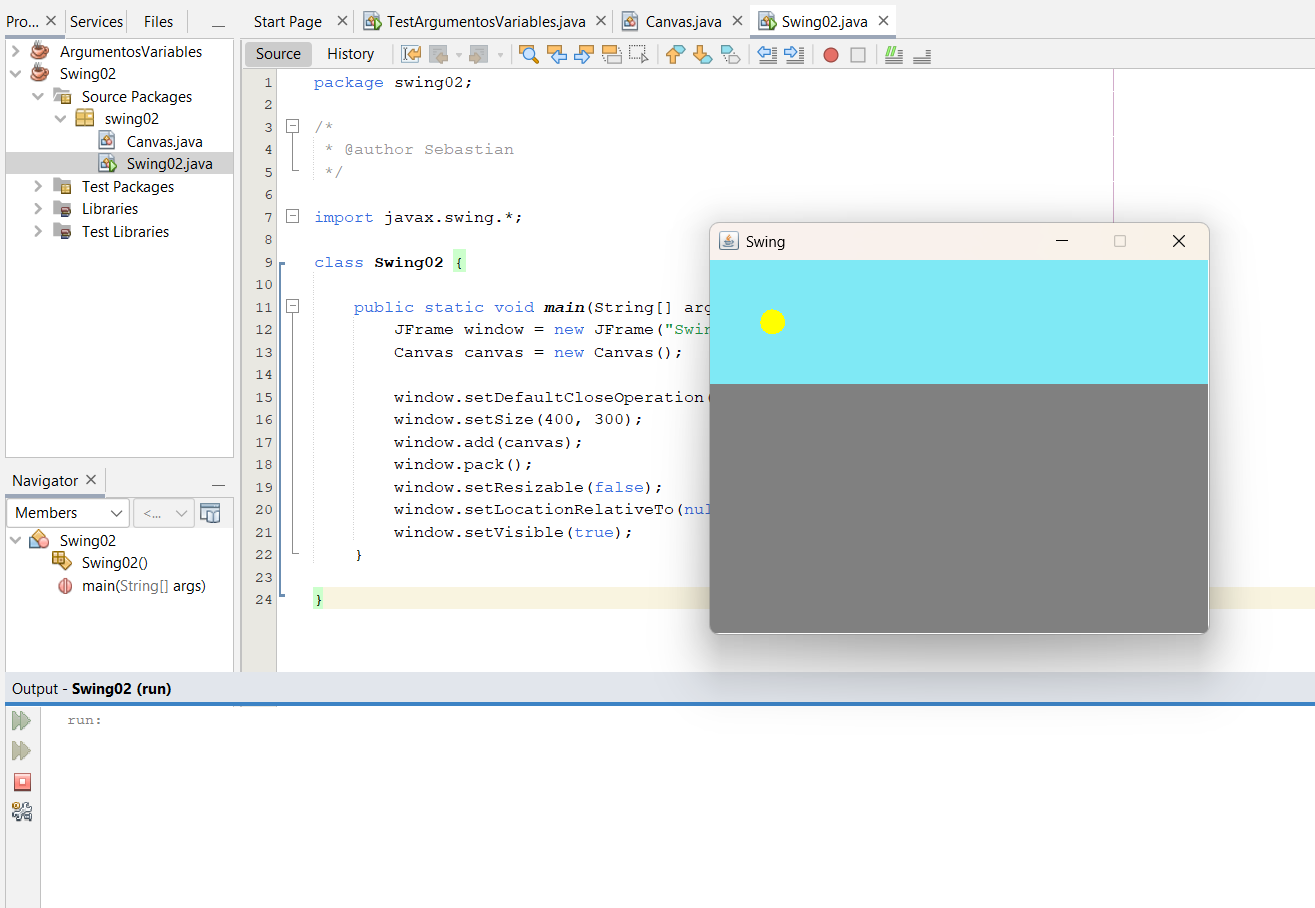 Pro... Services Files
ArgumentosVariables
Swing02
Source Packages
swing02
Canvas.java
Swing02.java
Test Packages
Libraries
Test Libraries
Navigator
Members <...
Swing02
Swing02()
main(String[] args)
Start Page TestArgumentosVariables.java Canvas.java Swing02.java
Source History
1 package swing02;
2
3 /*
4 * @author Sebastian
5 */
6
7 import javax.swing.*;
8
9 class Swing02 {
10
11 public static void main(String[] arg
12 JFrame window = new JFrame("Swin
13 Canvas canvas = new Canvas();
14
15 window.setDefaultCloseOperation(
16 window.setSize(400, 300);
17 window.add(canvas);
18 window.pack();
19 window.setResizable(false);
20 window.setLocationRelativeTo(nul
21 window.setVisible(true);
22 }
23
24 }
Swing
Output - Swing02 (run)
run: